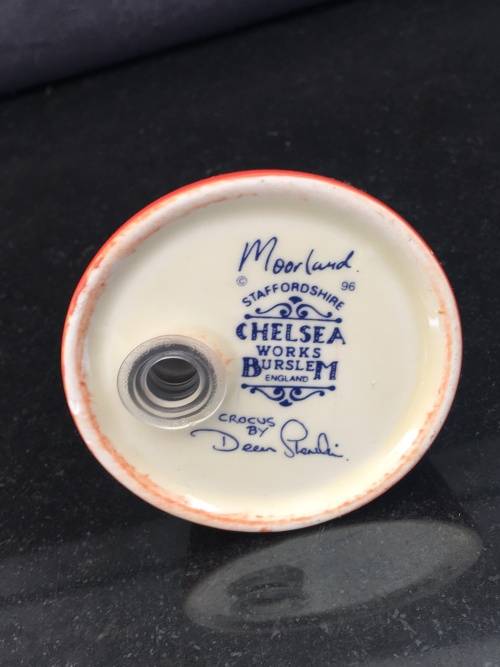 Moorland
© 96
STAFFORDSHIRE
CHELSEA
WORKS
BURSLEM
ENGLAND
CROCUS
BY